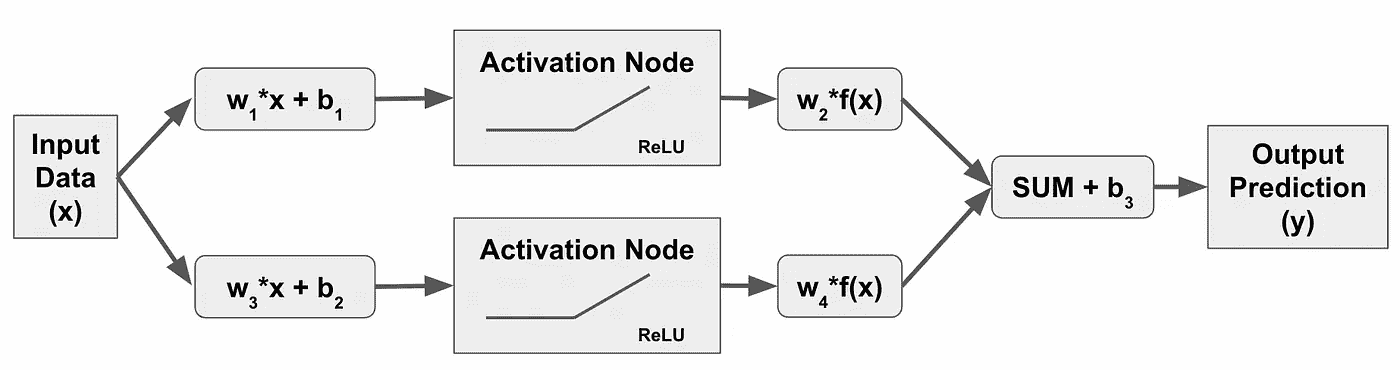 Input
Data
(x)
w₁*x + b₁
Activation Node
ReLU
w₂*f(x)
w₃*x + b₂
Activation Node
ReLU
w₄*f(x)
SUM + b₃
Output
Prediction
(y)